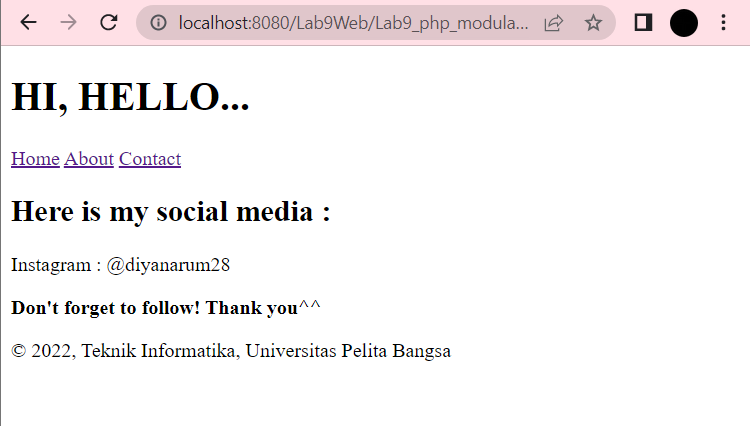 localhost:8080/Lab9Web/Lab9_php_modula...
HI, HELLO...
Home About Contact
Here is my social media :
Instagram : @diyanarum28
Don't forget to follow! Thank you^^
© 2022, Teknik Informatika, Universitas Pelita Bangsa